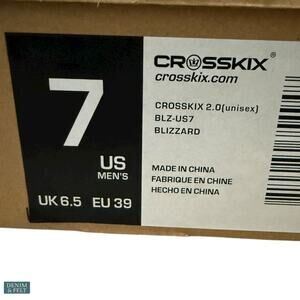 7
US
MEN'S
UK 6.5 EU 39
CROSSKIX
crosskix.com
CROSSKIX 2.0(unisex)
BLZ-US7
BLIZZARD
MADE IN CHINA
FABRIQUE EN CHINE
HECHO EN CHINA
DENIM
& FELT